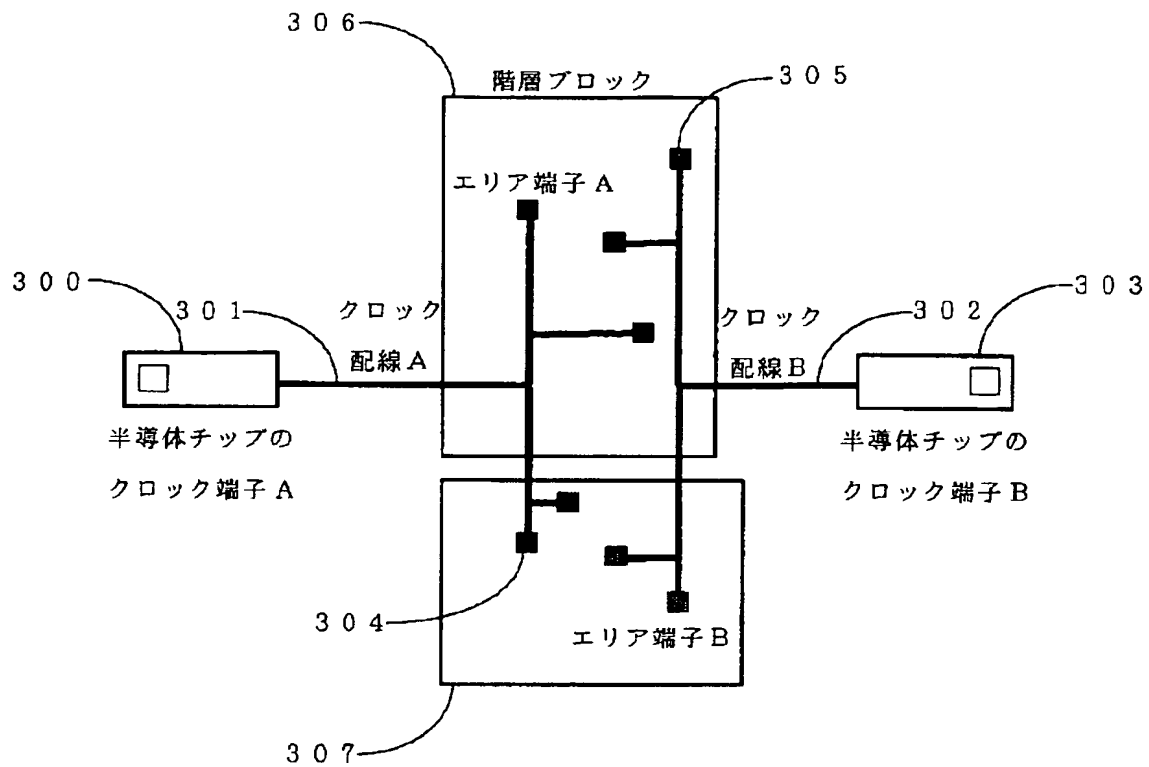 ３０６
階層ブロック
３０５
エリア端子A
３００
３０１
クロック
配線A
クロック
配線B
３０２
３０３
半導体チップの
クロック端子A
半導体チップの
クロック端子B
３０４
エリア端子B
３０７